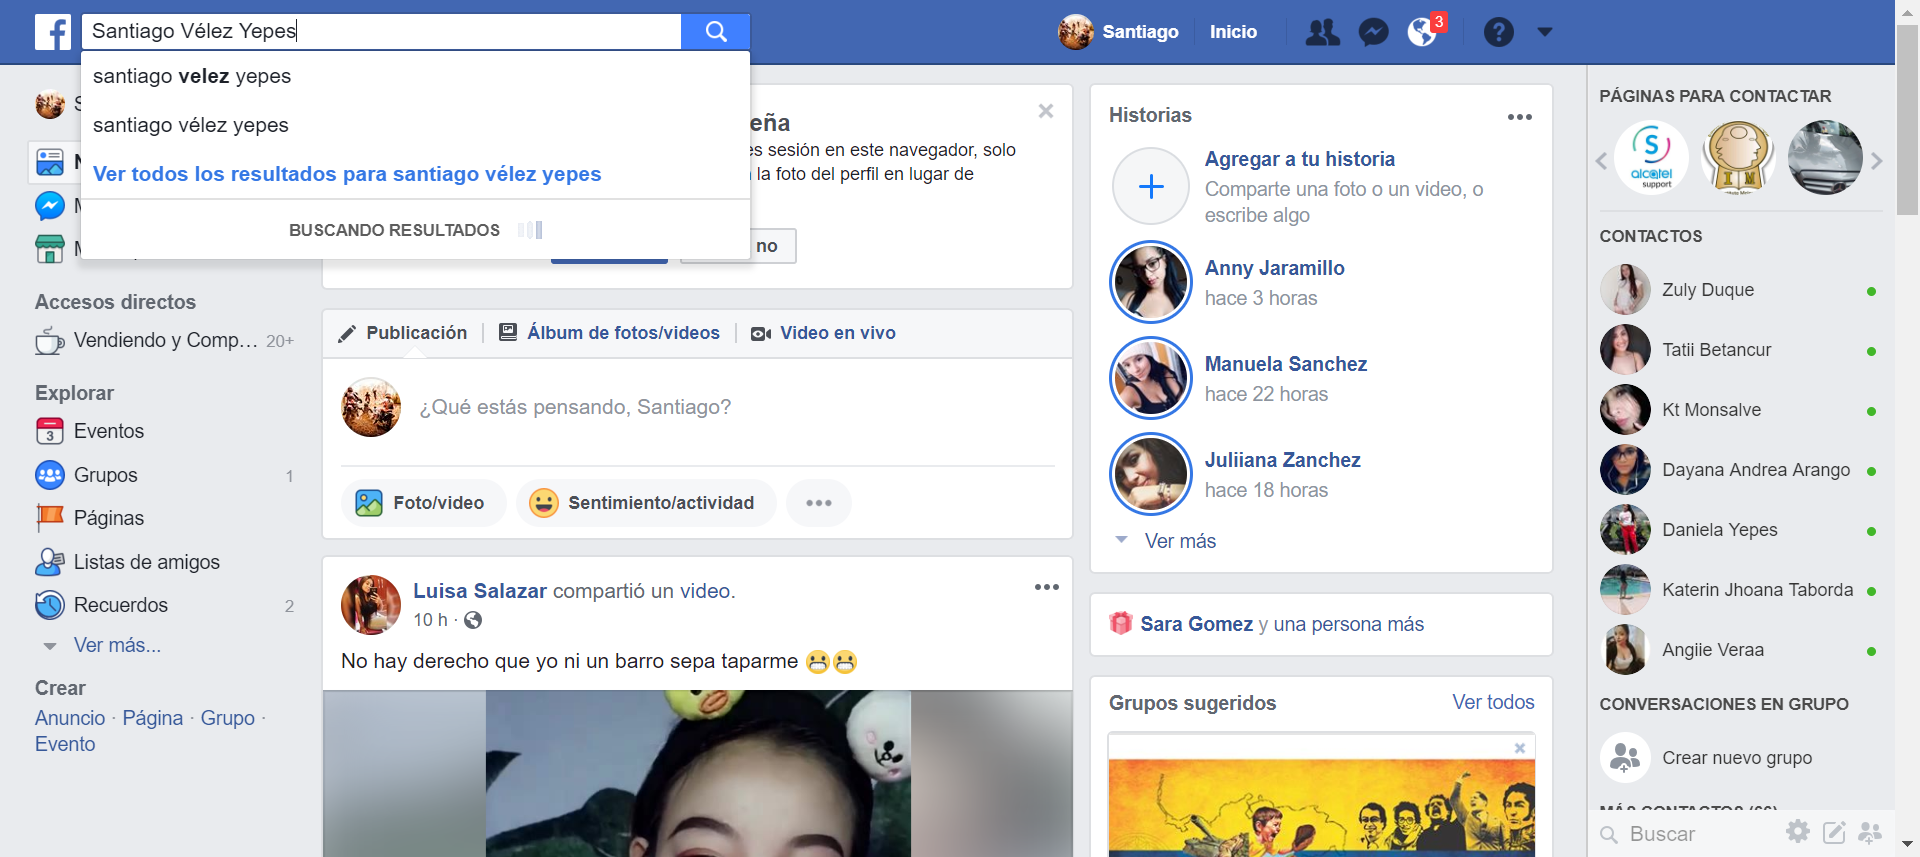 Santiago Vélez Yepes
santiago velez yepes
santiago vélez yepes
Ver todos los resultados para santiago vélez yepes
BUSCANDO RESULTADOS
Santiago
Inicio
3
eña
sesión en este navegador, solo
la foto del perfil en lugar de
no
Accesos directos
Vendiendo y Comp... 20+
Explorar
3
Eventos
Grupos 1
Páginas
Listas de amigos
Recuerdos 2
Ver más...
Crear
Anuncio · Página · Grupo ·
Evento
Publicación
Álbum de fotos/videos
Video en vivo
¿Qué estás pensando, Santiago?
Foto/video
Sentimiento/actividad
Luisa Salazar compartió un video.
10 h ·
No hay derecho que yo ni un barro sepa taparme 😬😬
Historias
Agregar a tu historia
Comparte una foto o un video, o
escribe algo
Anny Jaramillo
hace 3 horas
Manuela Sanchez
hace 22 horas
Juliiana Zanchez
hace 18 horas
Ver más
Sara Gomez y una persona más
Grupos sugeridos
Ver todos
PÁGINAS PARA CONTACTAR
S
alcatel
support
I M
CONTACTOS
Zuly Duque
Tatii Betancur
Kt Monsalve
Dayana Andrea Arango
Daniela Yepes
Katerin Jhoana Taborda
Angiie Veraa
CONVERSACIONES EN GRUPO
Crear nuevo grupo
MÁS CONTACTOS (66)
Buscar